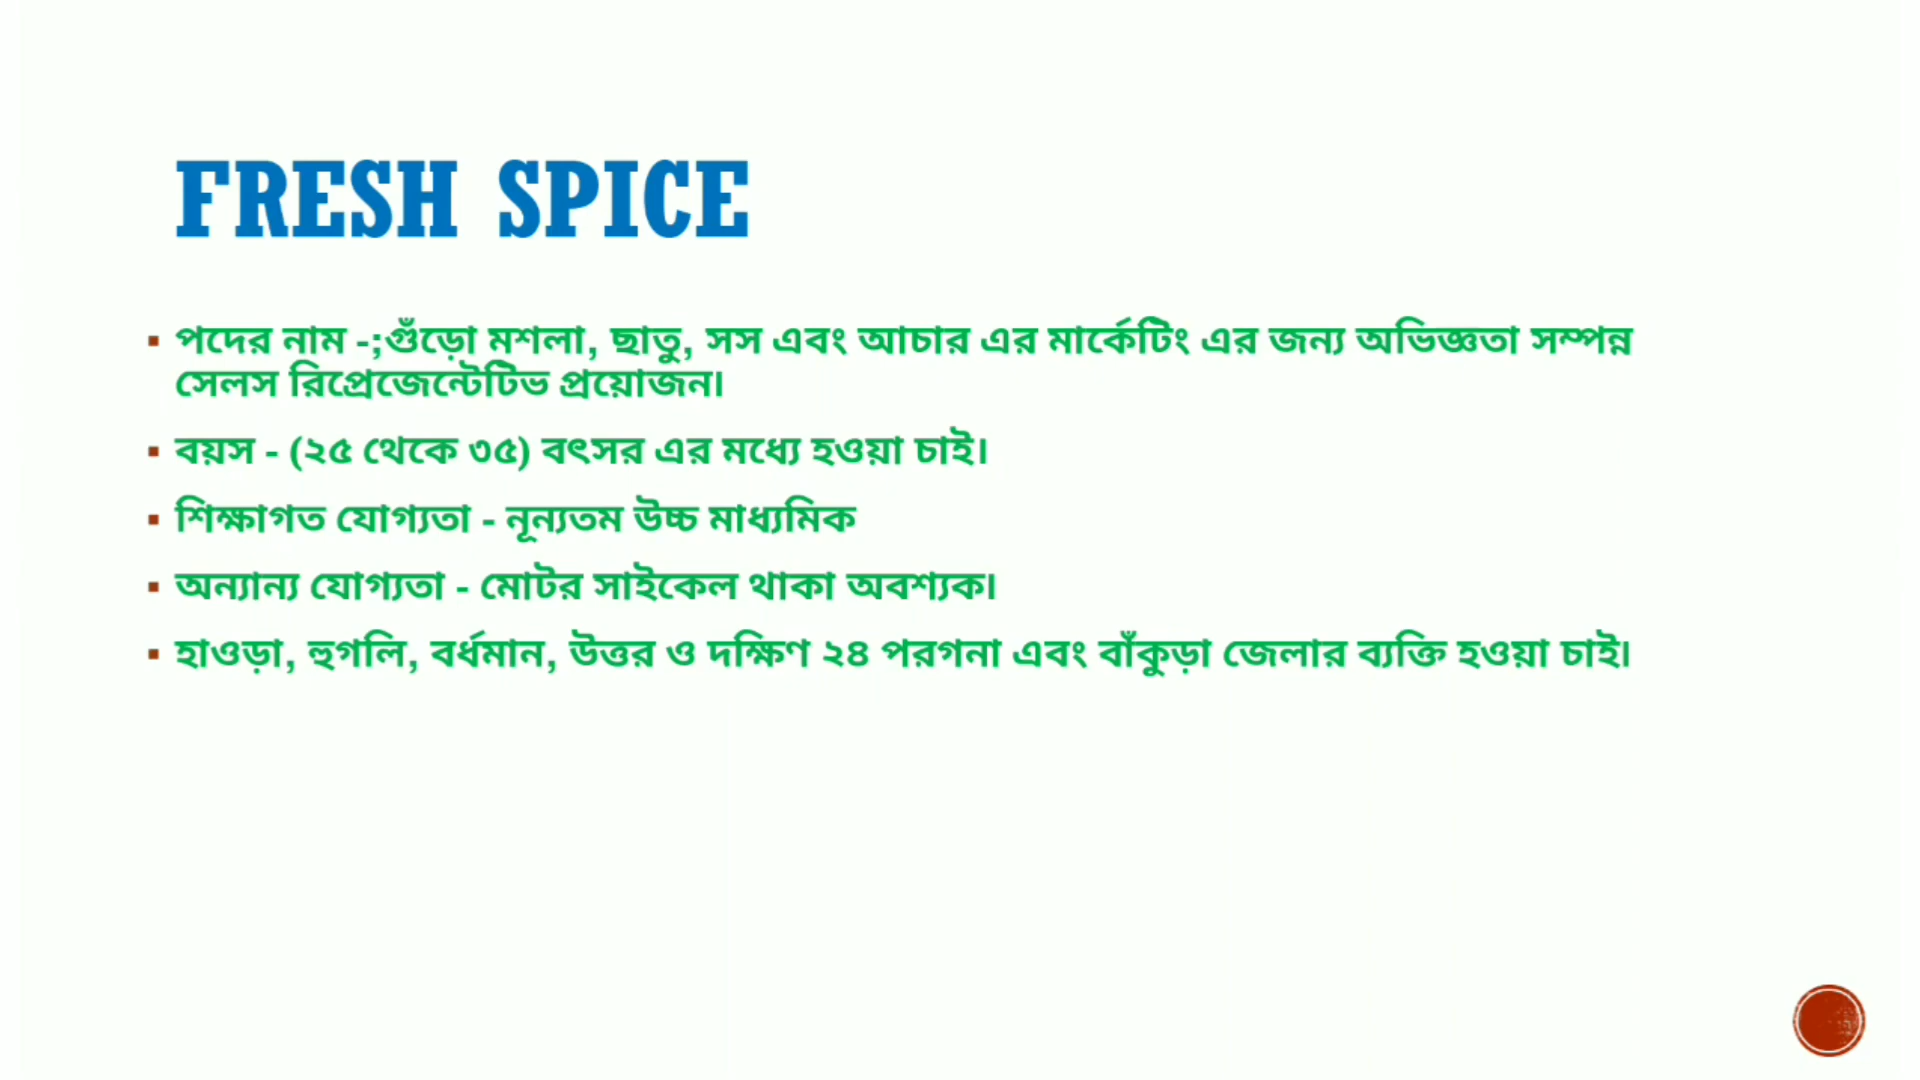 FRESH SPICE
▪ পদের নাম -;গুঁড়ো মশলা, ছাতু, সস এবং আচার এর মার্কেটিং এর জন্য অভিজ্ঞতা সম্পন্ন
সেলস রিপ্রেজেন্টেটিভ প্রয়োজন।
▪ বয়স - (২৫ থেকে ৩৫) বৎসর এর মধ্যে হওয়া চাই।
▪ শিক্ষাগত যোগ্যতা - নূন্যতম উচ্চ মাধ্যমিক
▪ অন্যান্য যোগ্যতা - মোটর সাইকেল থাকা অবশ্যক।
▪ হাওড়া, হুগলি, বর্ধমান, উত্তর ও দক্ষিণ ২৪ পরগনা এবং বাঁকুড়া জেলার ব্যক্তি হওয়া চাই।